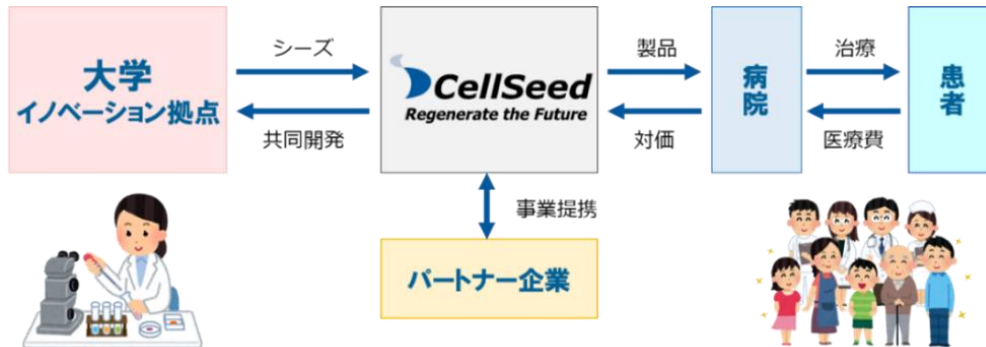 大学
イノベーション拠点
シーズ
共同開発
CellSeed
Regenerate the Future
製品
対価
病院
治療
医療費
患者
事業提携
パートナー企業